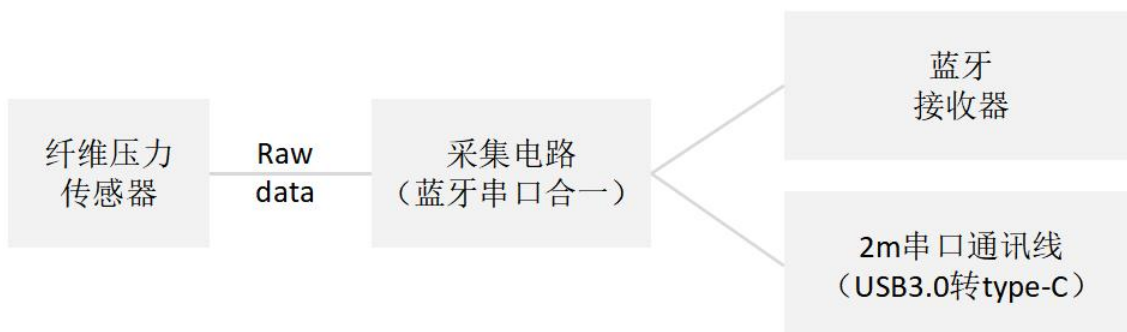 纤维压力
传感器
Raw
data
采集电路
（蓝牙串口合一）
蓝牙
接收器
2m串口通讯线
（USB3.0转type-C）